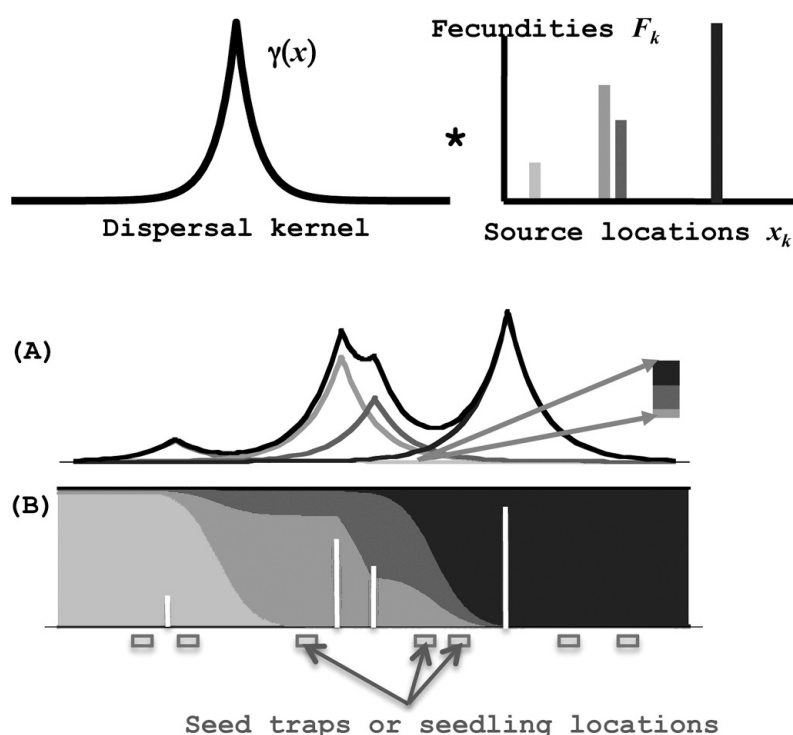 Fecundities F_k
γ(x)
*
Dispersal kernel
Source locations x_k
(A)
(B)
Seed traps or seedling locations